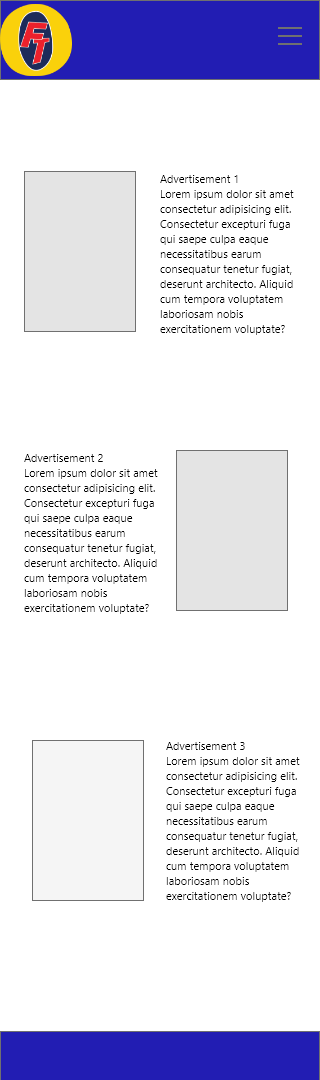 FT
Advertisement 1
Lorem ipsum dolor sit amet
consectetur adipisicing elit.
Consectetur excepturi fuga
qui saepe culpa eaque
necessitatibus earum
consequatur tenetur fugiat,
deserunt architecto. Aliquid
cum tempora voluptatem
laboriosam nobis
exercitationem voluptate?
Advertisement 2
Lorem ipsum dolor sit amet
consectetur adipisicing elit.
Consectetur excepturi fuga
qui saepe culpa eaque
necessitatibus earum
consequatur tenetur fugiat,
deserunt architecto. Aliquid
cum tempora voluptatem
laboriosam nobis
exercitationem voluptate?
Advertisement 3
Lorem ipsum dolor sit amet
consectetur adipisicing elit.
Consectetur excepturi fuga
qui saepe culpa eaque
necessitatibus earum
consequatur tenetur fugiat,
deserunt architecto. Aliquid
cum tempora voluptatem
laboriosam nobis
exercitationem voluptate?